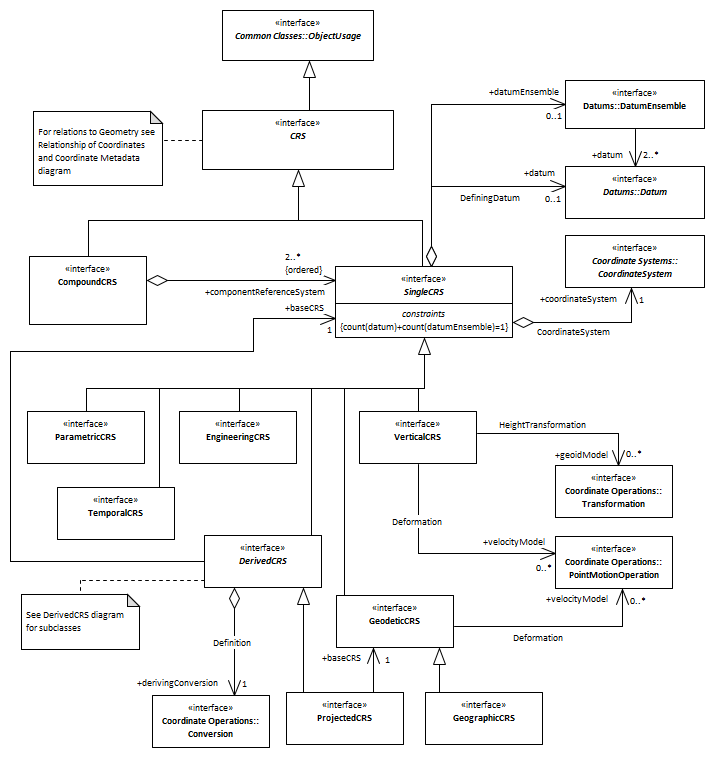 «interface»
Common Classes::ObjectUsage
«interface»
CRS
For relations to Geometry see
Relationship of Coordinates
and Coordinate Metadata
diagram
+datumEnsemble
0..1
«interface»
Datums::DatumEnsemble
+datum
2..*
+datum
DefiningDatum
0..1
«interface»
Datums::Datum
«interface»
CompoundCRS
2..*
{ordered}
+componentReferenceSystem
+baseCRS
1
«interface»
SingleCRS
constraints
{count(datum)+count(datumEnsemble)=1}
«interface»
Coordinate Systems::
CoordinateSystem
+coordinateSystem
1
CoordinateSystem
«interface»
ParametricCRS
«interface»
EngineeringCRS
«interface»
VerticalCRS
HeightTransformation
+geoidModel
0..*
«interface»
Coordinate Operations::
Transformation
«interface»
TemporalCRS
Deformation
+velocityModel
0..*
«interface»
Coordinate Operations::
PointMotionOperation
+velocityModel
0..*
«interface»
DerivedCRS
See DerivedCRS diagram
for subclasses
«interface»
GeodeticCRS
Deformation
Definition
+derivingConversion
1
+baseCRS
1
«interface»
Coordinate Operations::
Conversion
«interface»
ProjectedCRS
«interface»
GeographicCRS